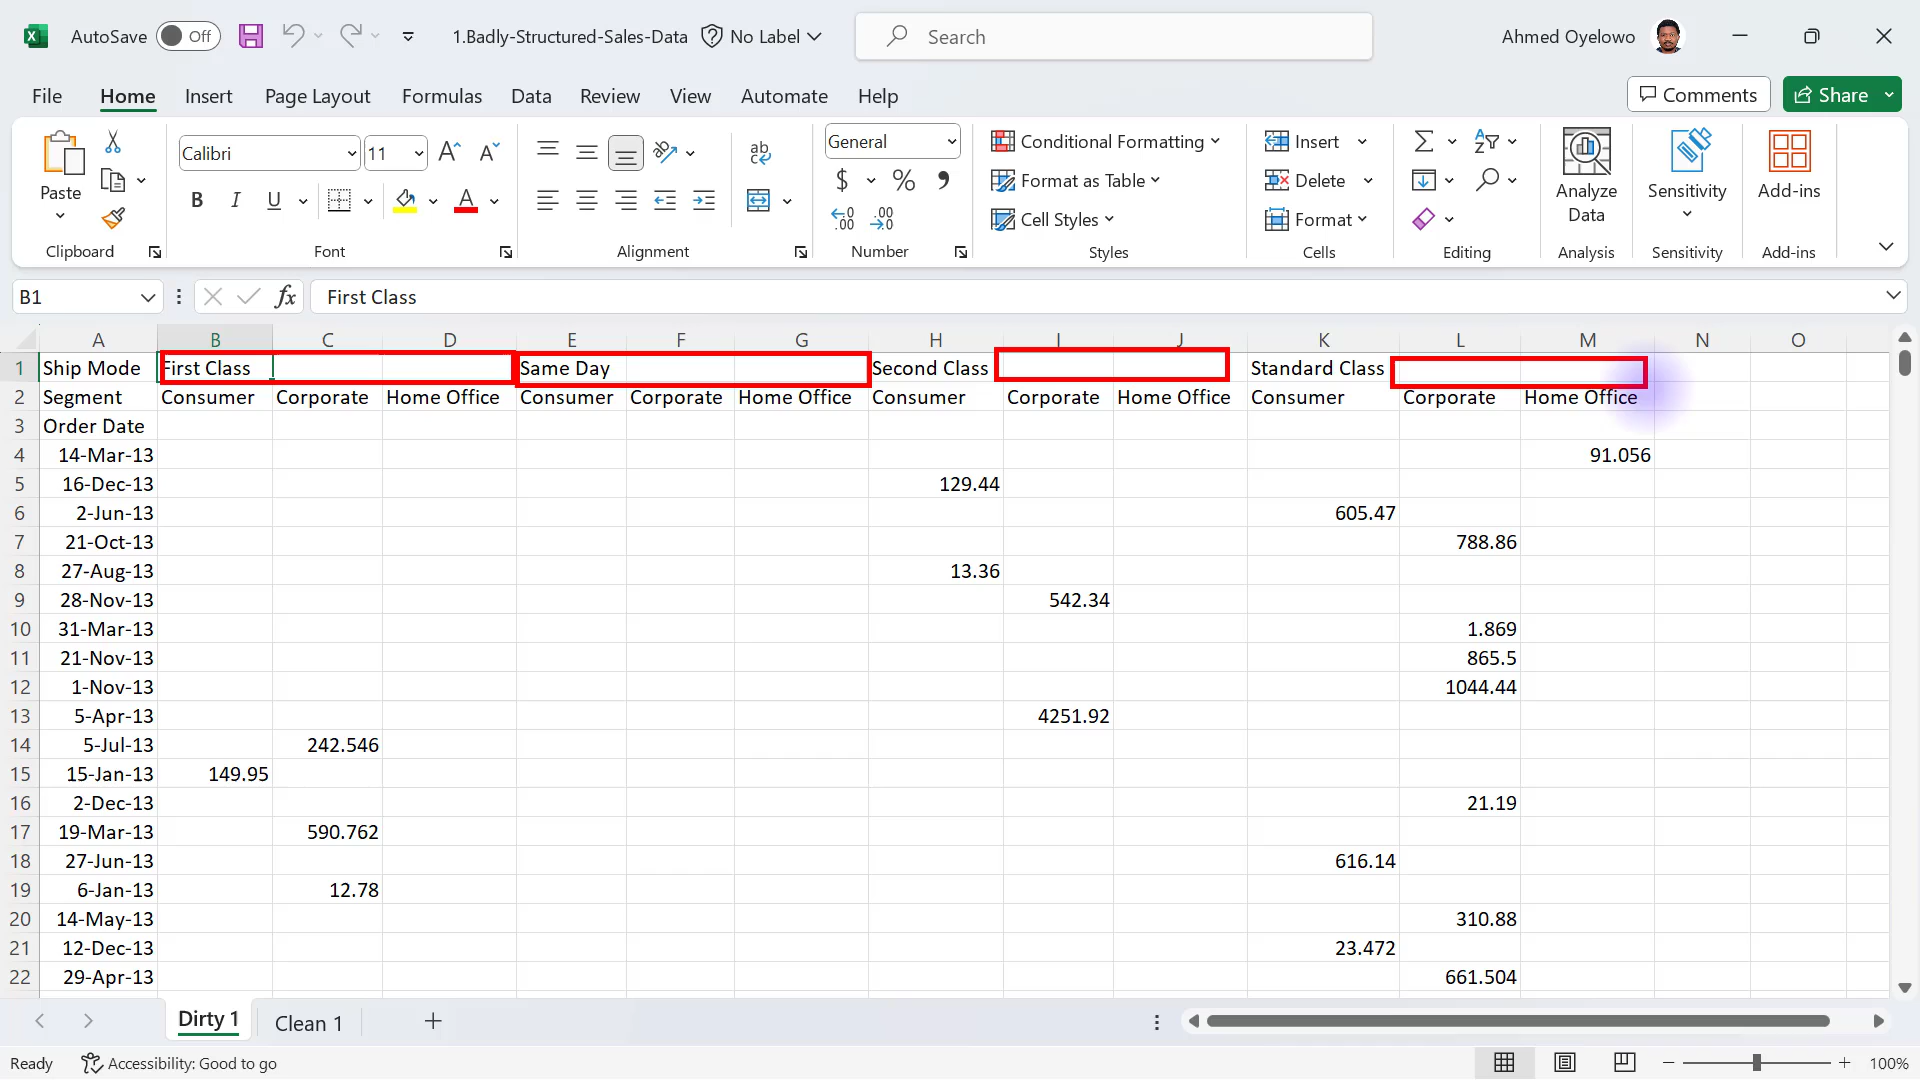 AutoSave Off 1.Badly-Structured-Sales-Data No Label Search Ahmed Oyelowo
File Home Insert Page Layout Formulas Data Review View Automate Help Comments Share
Paste
Clipboard
Calibri 11
B I U
Font
Alignment
General
Number
Conditional Formatting
Format as Table
Cell Styles
Styles
Insert
Delete
Format
Cells
Editing
Analyze Data
Analysis
Sensitivity
Sensitivity
Add-ins
Add-ins
B1 fx First Class
A B C D E F G H I J K L M N O
1 Ship Mode First Class Same Day Second Class Standard Class
2 Segment Consumer Corporate Home Office Consumer Corporate Home Office Consumer Corporate Home Office Consumer Corporate Home Office
3 Order Date
4 14-Mar-13 91.056
5 16-Dec-13 129.44
6 2-Jun-13 605.47
7 21-Oct-13 788.86
8 27-Aug-13 13.36
9 28-Nov-13 542.34
10 31-Mar-13 1.869
11 21-Nov-13 865.5
12 1-Nov-13 1044.44
13 5-Apr-13 4251.92
14 5-Jul-13 242.546
15 15-Jan-13 149.95
16 2-Dec-13 21.19
17 19-Mar-13 590.762
18 27-Jun-13 616.14
19 6-Jan-13 12.78
20 14-May-13 310.88
21 12-Dec-13 23.472
22 29-Apr-13 661.504
Dirty 1 Clean 1
Ready Accessibility: Good to go 100%